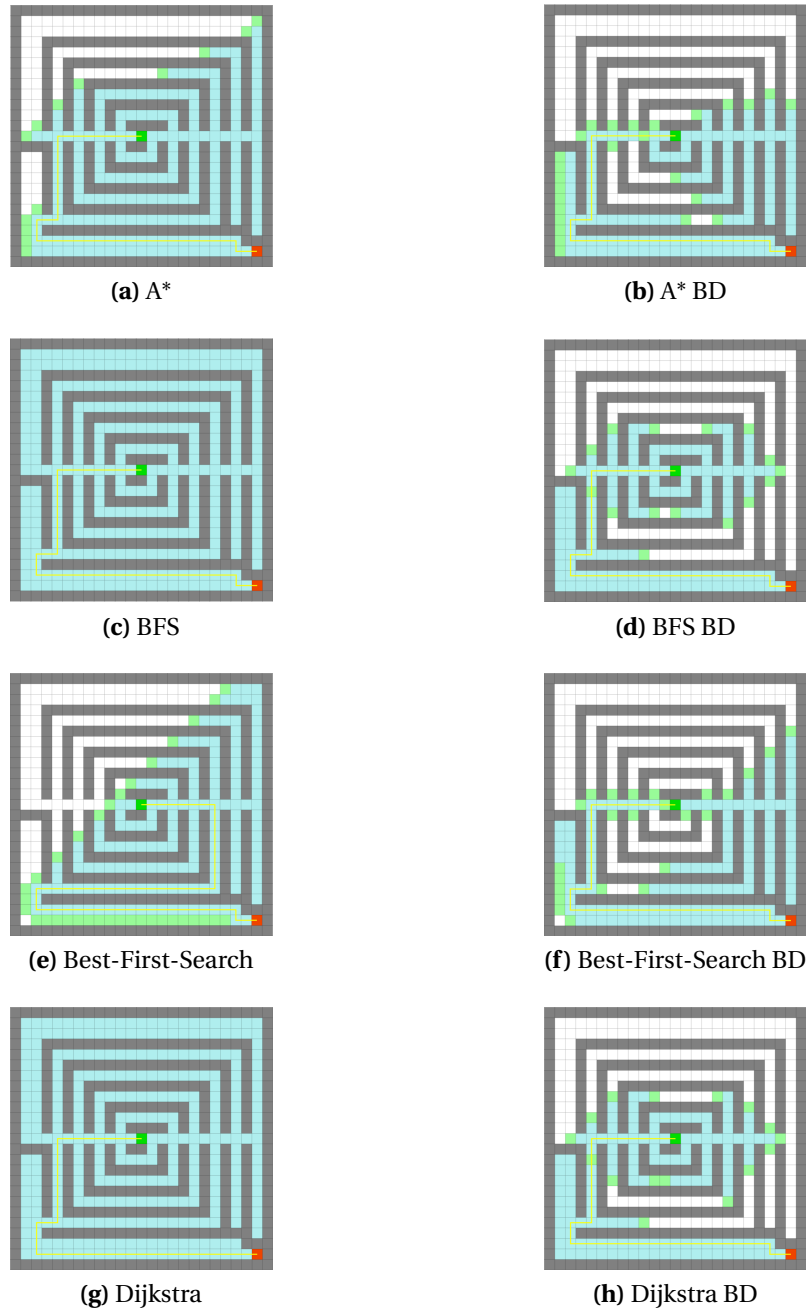 (a) A*
(b) A* BD
(c) BFS
(d) BFS BD
(e) Best-First-Search
(f) Best-First-Search BD
(g) Dijkstra
(h) Dijkstra BD